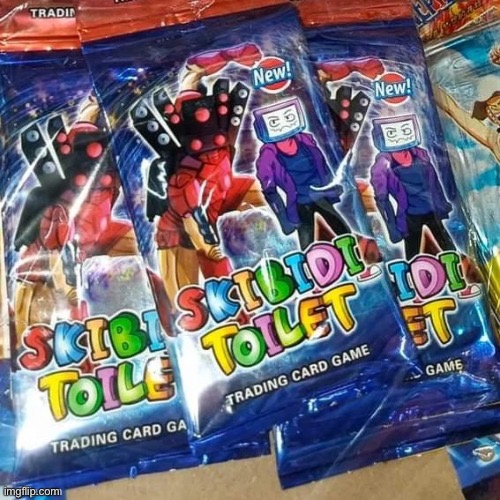 TRADIN
New!
New!
SKIBIDI
TOILET
TRADING CARD GAME
SKIBI
TOILE
TRADING CARD GA
IDI
ET
GAME
imgflip.com